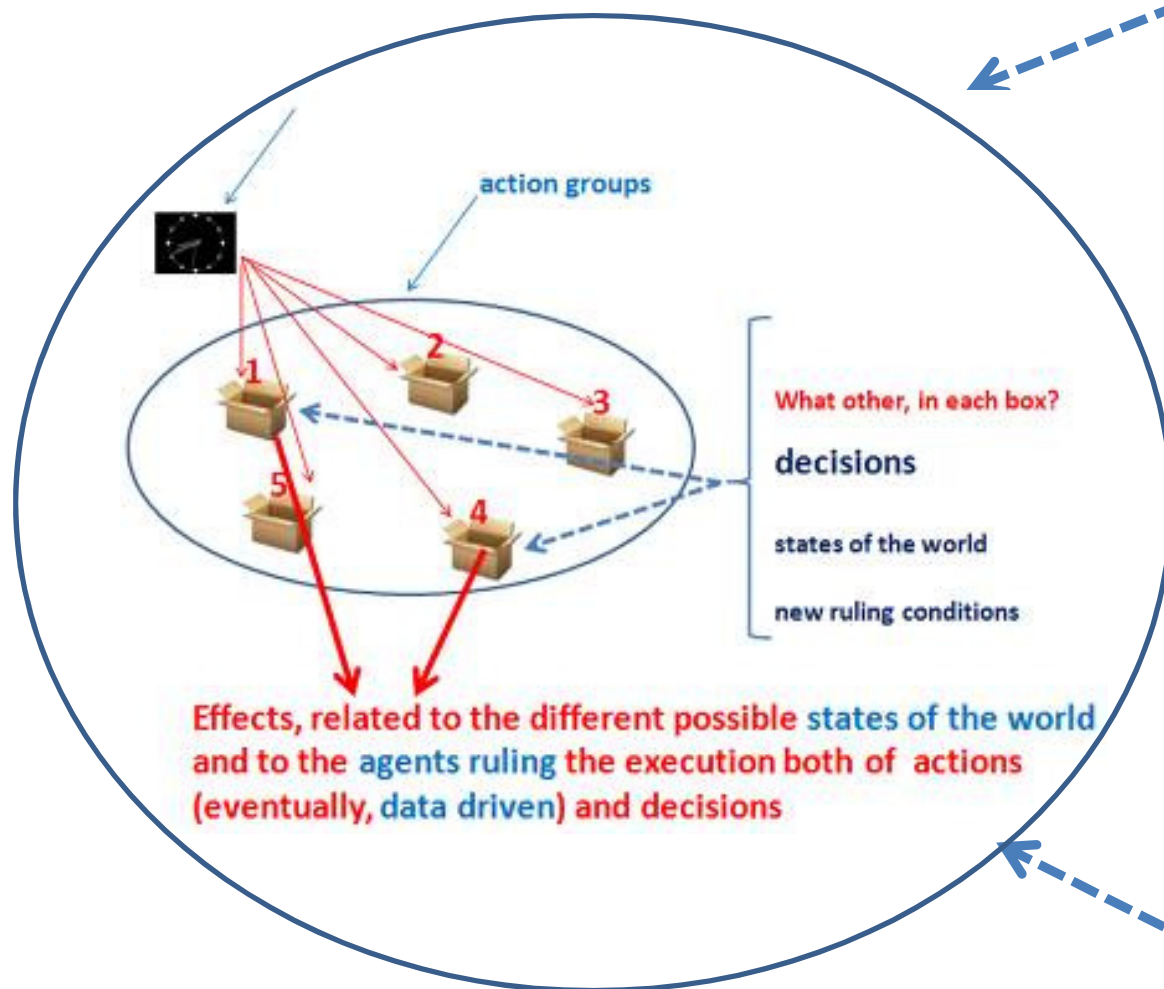 action groups
2
1
3
5
4
What other, in each box?
decisions
states of the world
new ruling conditions
Effects, related to the different possible states of the world
and to the agents ruling the execution both of actions
(eventually, data driven) and decisions